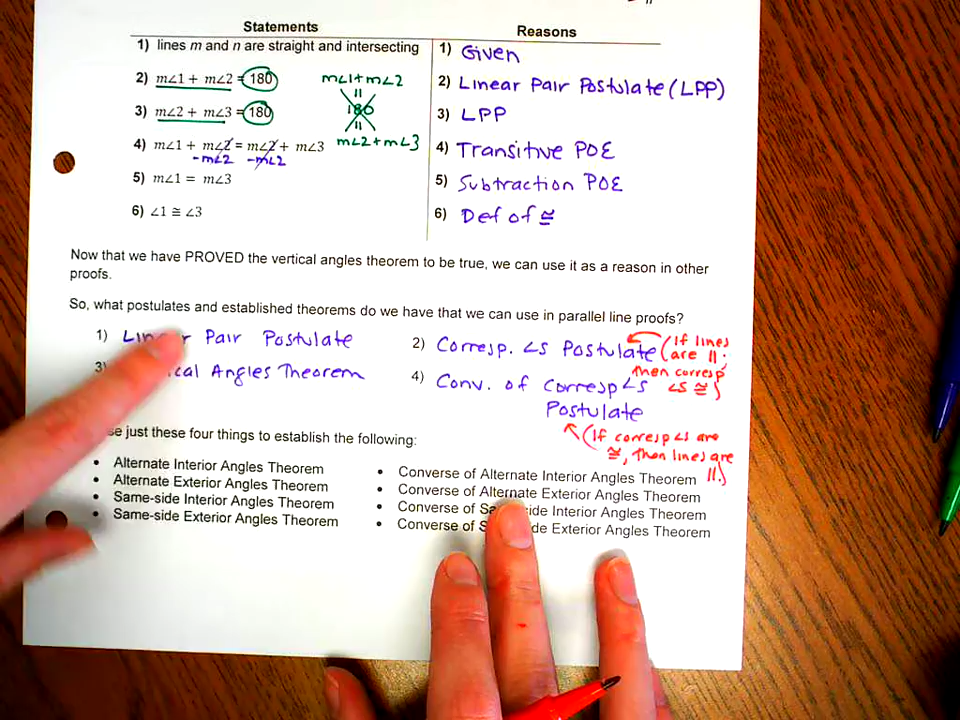 Statements
Reasons
1) lines m and n are straight and intersecting
1) Given
2) m∠1 + m∠2 = 180
m∠1 + m∠2
=
180
=
m∠2 + m∠3
2) Linear Pair Postulate (LPP)
3) m∠2 + m∠3 = 180
3) LPP
4) m∠1 + m∠2 = m∠2 + m∠3
-m∠2 -m∠2
4) Transitive POE
5) m∠1 = m∠3
5) Subtraction POE
6) ∠1 ≅ ∠3
6) Def of ≅
Now that we have PROVED the vertical angles theorem to be true, we can use it as a reason in other
proofs.
So, what postulates and established theorems do we have that we can use in parallel line proofs?
1) Linear Pair Postulate
2) Corresp. ∠s Postulate
(If lines
are ||,
then corresp
∠s ≅)
Angles Theorem
4) Conv. of Corresp ∠s
Postulate
(If corresp ∠s are
≅, then lines are
||.)
just these four things to establish the following:
• Alternate Interior Angles Theorem
• Alternate Exterior Angles Theorem
• Same-side Interior Angles Theorem
• Same-side Exterior Angles Theorem
• Converse of Alternate Interior Angles Theorem
• Converse of Alternate Exterior Angles Theorem
• Converse of Interior Angles Theorem
• Converse of Exterior Angles Theorem